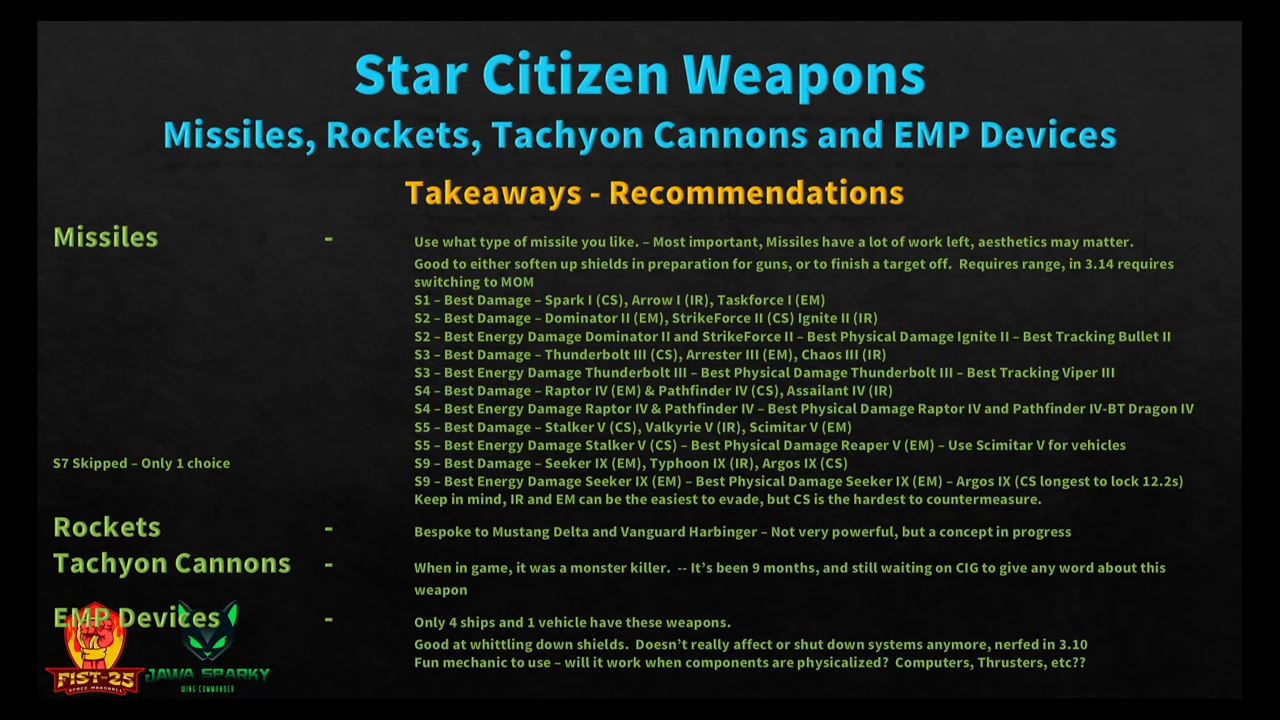 Star Citizen Weapons
Missiles, Rockets, Tachyon Cannons and EMP Devices
Takeaways - Recommendations
Missiles - Use what type of missile you like. – Most important, Missiles have a lot of work left, aesthetics may matter.
Good to either soften up shields in preparation for guns, or to finish a target off. Requires range, in 3.14 requires
switching to MOM
S1 – Best Damage – Spark I (CS), Arrow I (IR), Taskforce I (EM)
S2 – Best Damage – Dominator II (EM), StrikeForce II (CS) Ignite II (IR)
S2 – Best Energy Damage Dominator II and StrikeForce II – Best Physical Damage Ignite II – Best Tracking Bullet II
S3 – Best Damage – Thunderbolt III (CS), Arrester III (EM), Chaos III (IR)
S3 – Best Energy Damage Thunderbolt III – Best Physical Damage Thunderbolt III – Best Tracking Viper III
S4 – Best Damage – Raptor IV (EM) & Pathfinder IV (CS), Assailant IV (IR)
S4 – Best Energy Damage Raptor IV & Pathfinder IV – Best Physical Damage Raptor IV and Pathfinder IV-BT Dragon IV
S5 – Best Damage – Stalker V (CS), Valkyrie V (IR), Scimitar V (EM)
S5 – Best Energy Damage Stalker V (CS) – Best Physical Damage Reaper V (EM) – Use Scimitar V for vehicles
S7 Skipped – Only 1 choice S9 – Best Damage – Seeker IX (EM), Typhoon IX (IR), Argos IX (CS)
S9 – Best Energy Damage Seeker IX (EM) – Best Physical Damage Seeker IX (EM) – Argos IX (CS longest to lock 12.2s)
Keep in mind, IR and EM can be the easiest to evade, but CS is the hardest to countermeasure.
Rockets - Bespoke to Mustang Delta and Vanguard Harbinger – Not very powerful, but a concept in progress
Tachyon Cannons - When in game, it was a monster killer. -- It's been 9 months, and still waiting on CIG to give any word about this
weapon
EMP Devices - Only 4 ships and 1 vehicle have these weapons.
Good at whittling down shields. Doesn't really affect or shut down systems anymore, nerfed in 3.10
Fun mechanic to use – will it work when components are physicalized? Computers, Thrusters, etc??
FIST-25
SPACE MARSHALL
JAWA SPARKY
WING COMMANDER